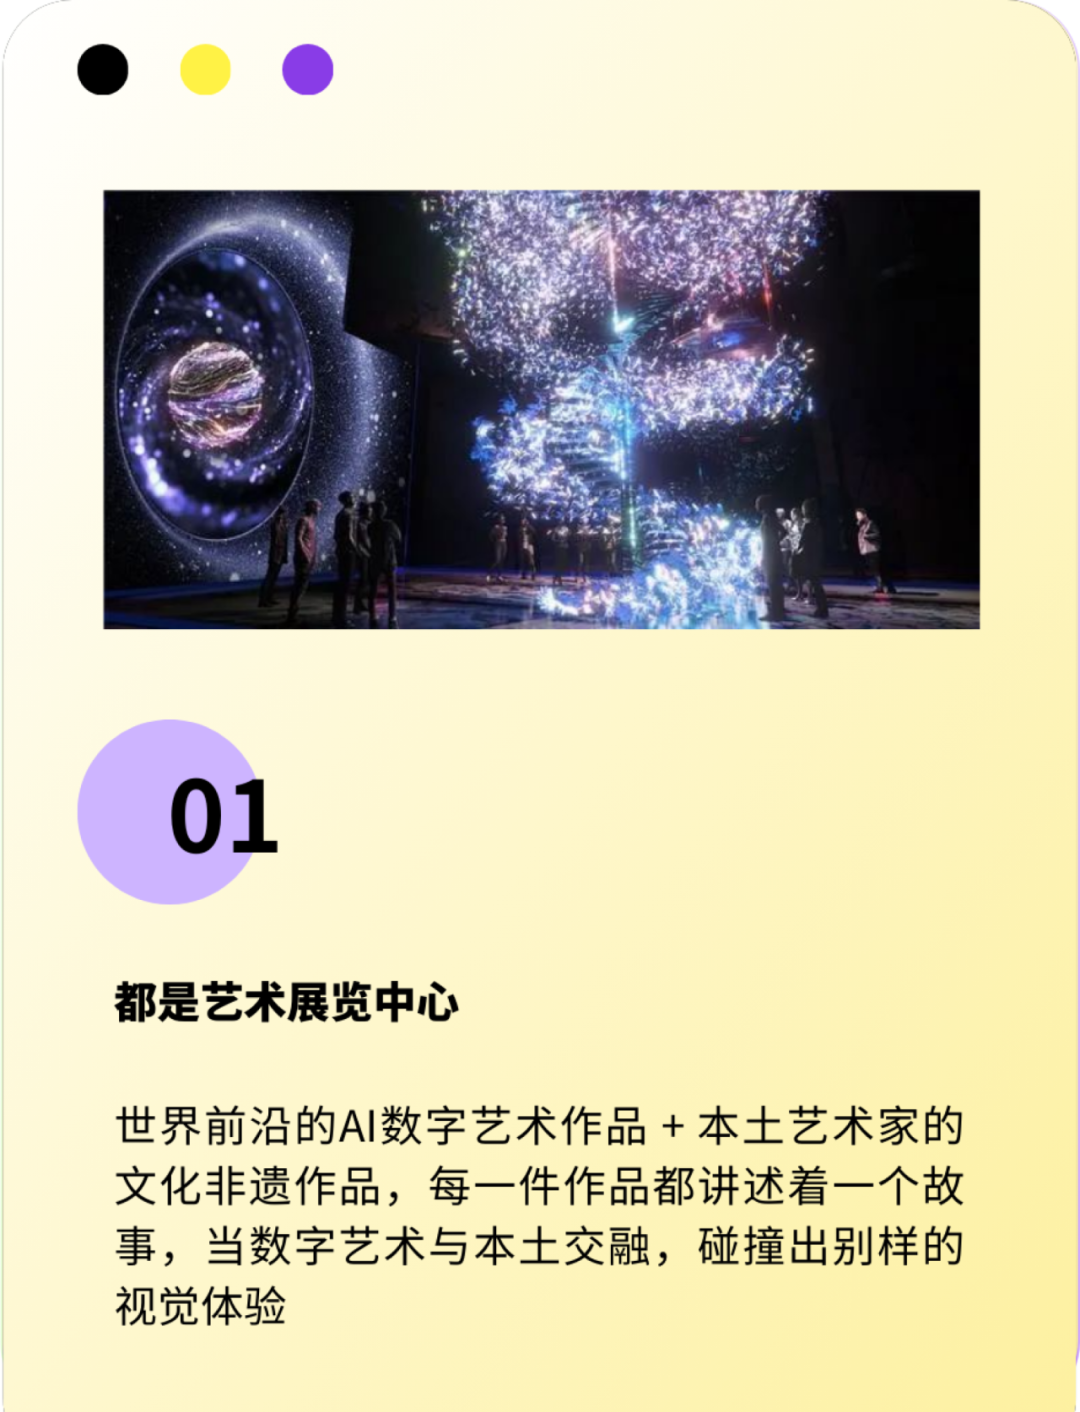 01
都是艺术展览中心
世界前沿的AI数字艺术作品 + 本土艺术家的
文化非遗作品，每一件作品都讲述着一个故
事，当数字艺术与本土交融，碰撞出别样的
视觉体验